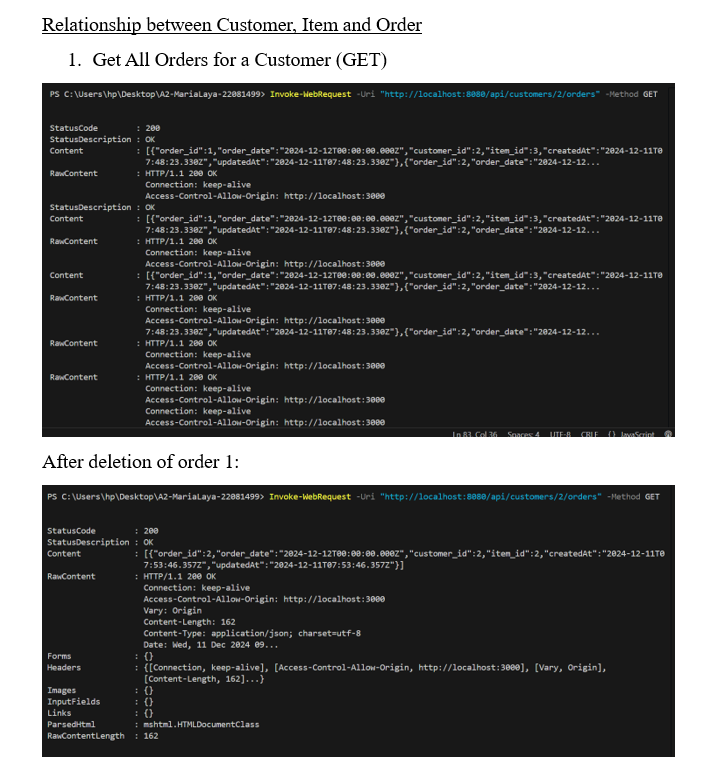 Relationship between Customer, Item and Order
1. Get All Orders for a Customer (GET)
PS C:\Users\hp\Desktop\A2-MariaLaya-22081499> Invoke-WebRequest -Uri "http://localhost:8080/api/customers/2/orders" -Method GET
StatusCode : 200
StatusDescription : OK
Content : [{"order_id":1,"order_date":"2024-12-12T00:00:00.000Z","customer_id":2,"item_id":3,"createdAt":"2024-12-11T0
7:48:23.330Z","updatedAt":"2024-12-11T07:48:23.330Z"},{"order_id":2,"order_date":"2024-12-12...
RawContent : HTTP/1.1 200 OK
Connection: keep-alive
Access-Control-Allow-Origin: http://localhost:3000
StatusDescription : OK
Content : [{"order_id":1,"order_date":"2024-12-12T00:00:00.000Z","customer_id":2,"item_id":3,"createdAt":"2024-12-11T0
7:48:23.330Z","updatedAt":"2024-12-11T07:48:23.330Z"},{"order_id":2,"order_date":"2024-12-12...
RawContent : HTTP/1.1 200 OK
Connection: keep-alive
Access-Control-Allow-Origin: http://localhost:3000
Content : [{"order_id":1,"order_date":"2024-12-12T00:00:00.000Z","customer_id":2,"item_id":3,"createdAt":"2024-12-11T0
7:48:23.330Z","updatedAt":"2024-12-11T07:48:23.330Z"},{"order_id":2,"order_date":"2024-12-12...
RawContent : HTTP/1.1 200 OK
Connection: keep-alive
Access-Control-Allow-Origin: http://localhost:3000
7:48:23.330Z","updatedAt":"2024-12-11T07:48:23.330Z"},{"order_id":2,"order_date":"2024-12-12...
RawContent : HTTP/1.1 200 OK
Connection: keep-alive
Access-Control-Allow-Origin: http://localhost:3000
RawContent : HTTP/1.1 200 OK
Connection: keep-alive
Access-Control-Allow-Origin: http://localhost:3000
Connection: keep-alive
Access-Control-Allow-Origin: http://localhost:3000
Ln 83, Col 36 Spaces: 4 UTF-8 CRLF {} JavaScript
After deletion of order 1:
PS C:\Users\hp\Desktop\A2-MariaLaya-22081499> Invoke-WebRequest -Uri "http://localhost:8080/api/customers/2/orders" -Method GET
StatusCode : 200
StatusDescription : OK
Content : [{"order_id":2,"order_date":"2024-12-12T00:00:00.000Z","customer_id":2,"item_id":2,"createdAt":"2024-12-11T0
7:53:46.357Z","updatedAt":"2024-12-11T07:53:46.357Z"}]
RawContent : HTTP/1.1 200 OK
Connection: keep-alive
Access-Control-Allow-Origin: http://localhost:3000
Vary: Origin
Content-Length: 162
Content-Type: application/json; charset=utf-8
Date: Wed, 11 Dec 2024 09...
Forms : {}
Headers : {[Connection, keep-alive], [Access-Control-Allow-Origin, http://localhost:3000], [Vary, Origin],
[Content-Length, 162]...}
Images : {}
InputFields : {}
Links : {}
ParsedHtml : mshtml.HTMLDocumentClass
RawContentLength : 162